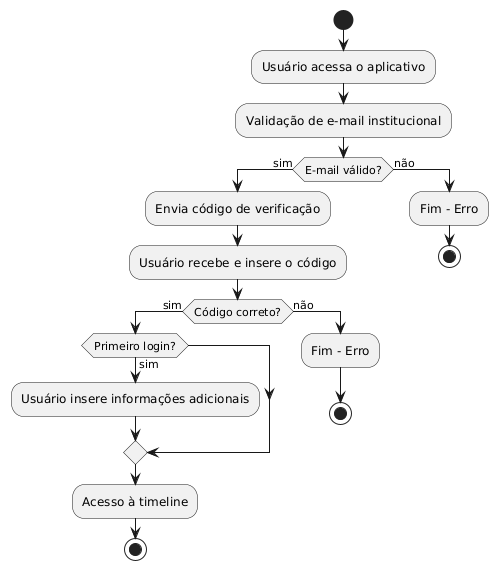 Usuário acessa o aplicativo
Validação de e-mail institucional
sim
E-mail válido?
não
Envia código de verificação
Fim - Erro
Usuário recebe e insere o código
sim
Código correto?
não
Primeiro login?
Fim - Erro
sim
Usuário insere informações adicionais
Acesso à timeline